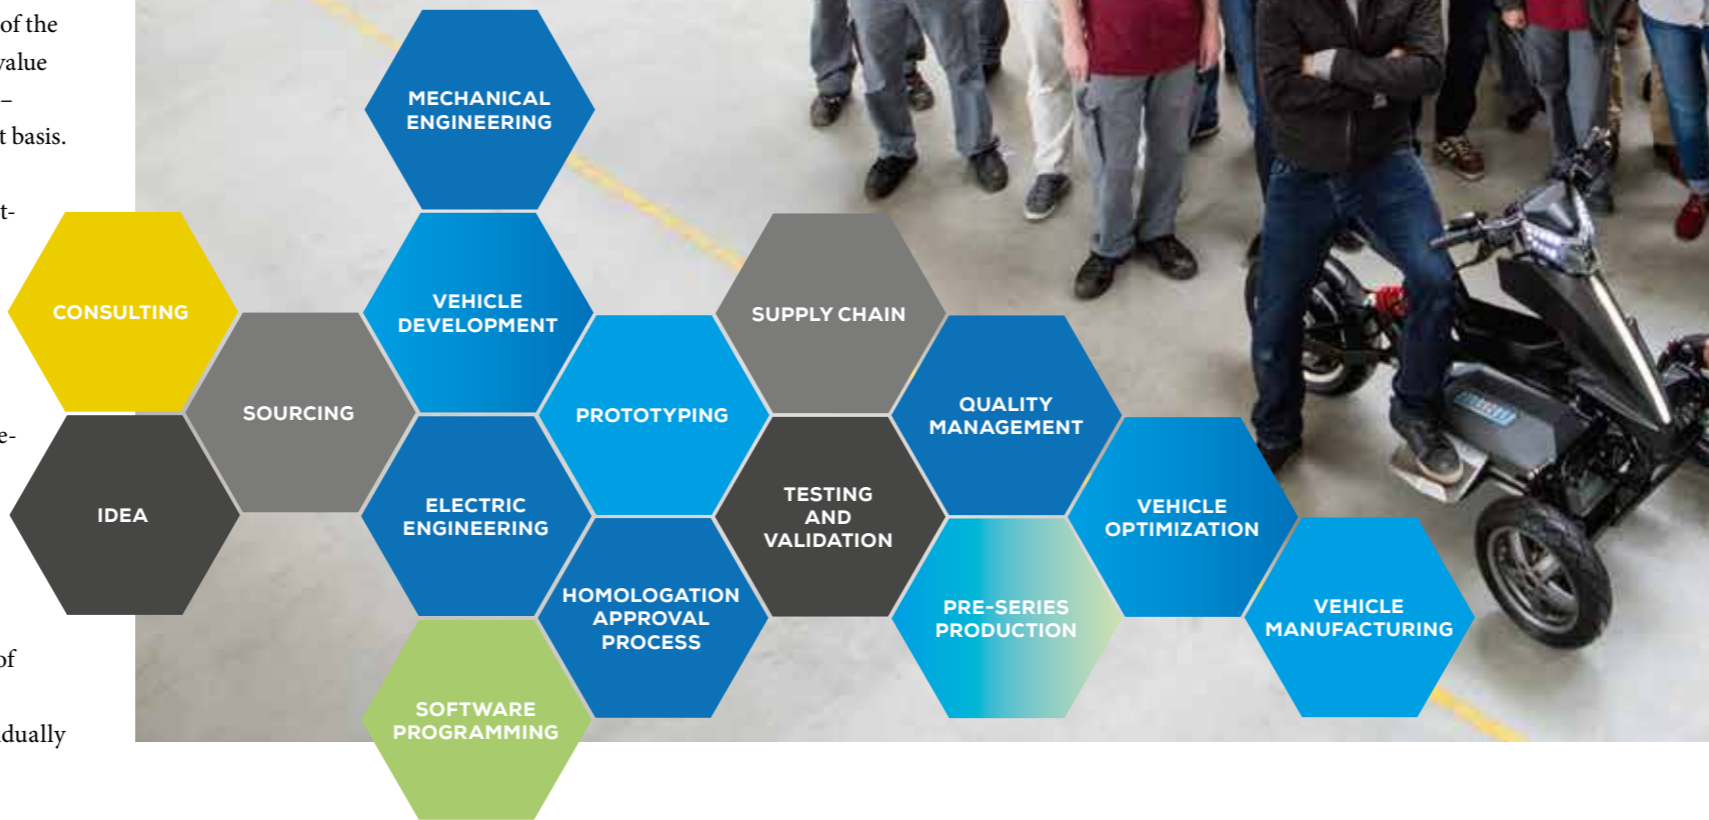 of the
value
–
t basis.
t-
e-
of
dually
MECHANICAL
ENGINEERING
CONSULTING
VEHICLE
DEVELOPMENT
SUPPLY CHAIN
SOURCING
PROTOTYPING
QUALITY
MANAGEMENT
IDEA
ELECTRIC
ENGINEERING
TESTING
AND
VALIDATION
VEHICLE
OPTIMIZATION
HOMOLOGATION
APPROVAL
PROCESS
PRE-SERIES
PRODUCTION
VEHICLE
MANUFACTURING
SOFTWARE
PROGRAMMING